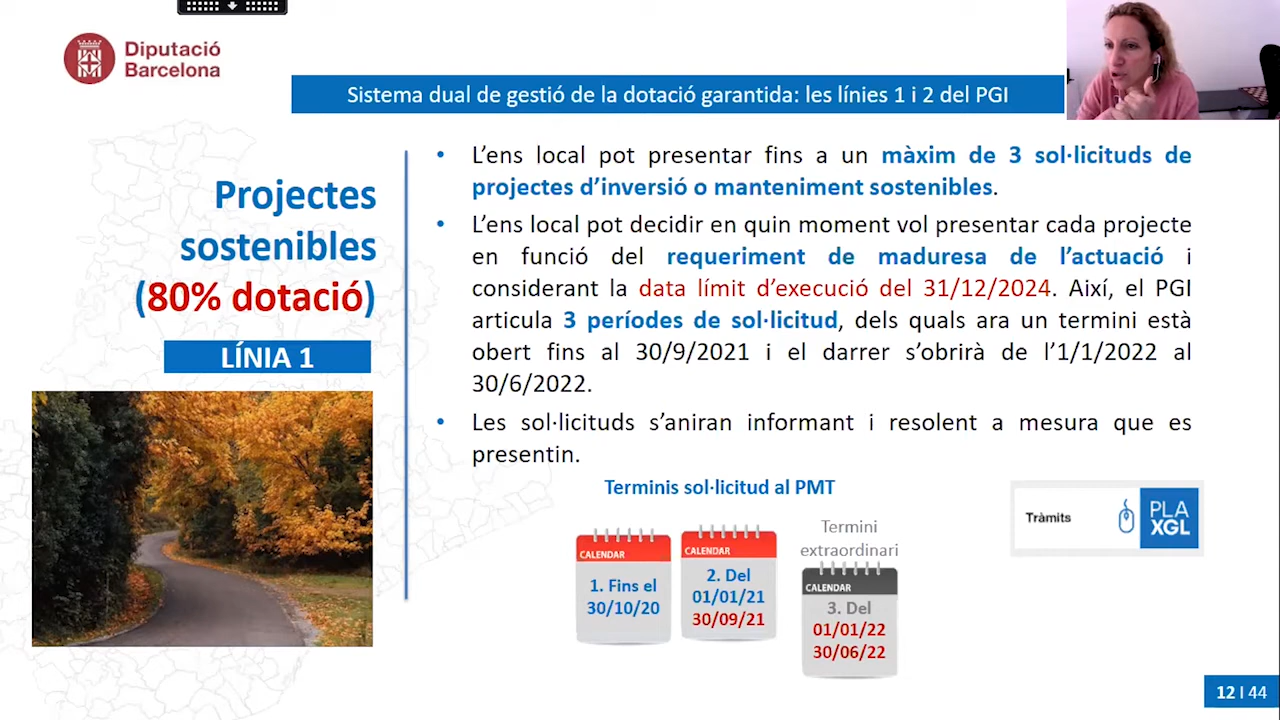 Diputació
Barcelona
Sistema dual de gestió de la dotació garantida: les línies 1 i 2 del PGI
Projectes
sostenibles
(80% dotació)
LÍNIA 1
• L’ens local pot presentar fins a un màxim de 3 sol·licituds de
projectes d’inversió o manteniment sostenibles.
• L’ens local pot decidir en quin moment vol presentar cada projecte
en funció del requeriment de maduresa de l’actuació i
considerant la data límit d’execució del 31/12/2024. Així, el PGI
articula 3 períodes de sol·licitud, dels quals ara un termini està
obert fins al 30/9/2021 i el darrer s’obrirà de l’1/1/2022 al
30/6/2022.
• Les sol·licituds s’aniran informant i resolent a mesura que es
presentin.
Terminis sol·licitud al PMT
CALENDAR
1. Fins el
30/10/20
CALENDAR
2. Del
01/01/21
30/09/21
Termini
extraordinari
CALENDAR
3. Del
01/01/22
30/06/22
Tràmits
PLA
XGL
12 I 44